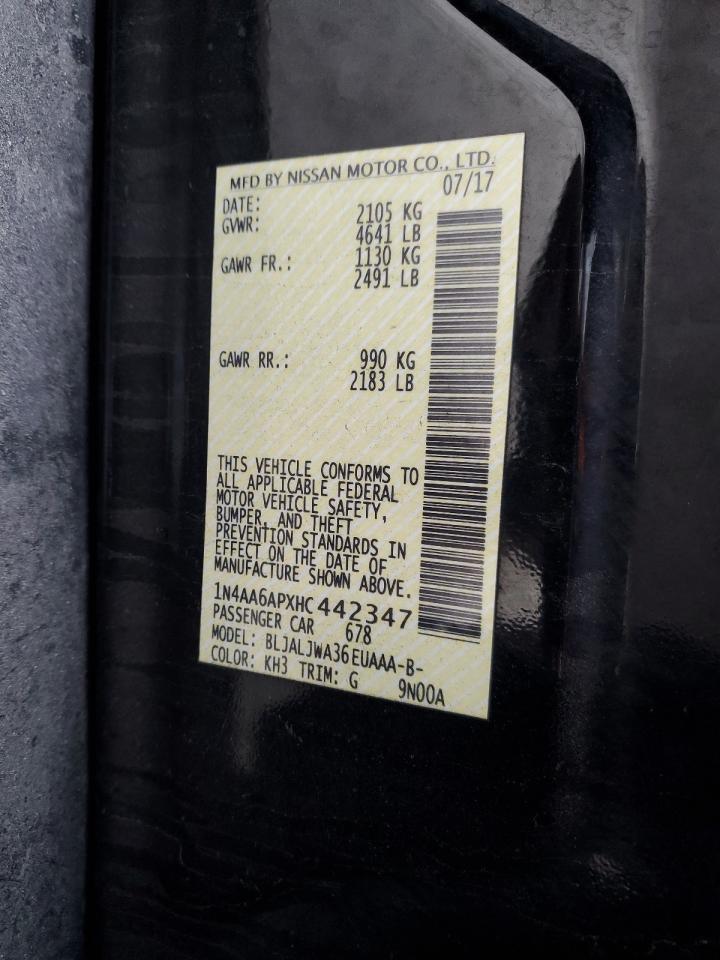 MFD BY NISSAN MOTOR CO., LTD.
DATE: 07/17
GVWR: 2105 KG
4641 LB
GAWR FR.: 1130 KG
2491 LB
GAWR RR.: 990 KG
2183 LB
THIS VEHICLE CONFORMS TO
ALL APPLICABLE FEDERAL
MOTOR VEHICLE SAFETY,
BUMPER, AND THEFT
PREVENTION STANDARDS IN
EFFECT ON THE DATE OF
MANUFACTURE SHOWN ABOVE.
1N4AA6APXHC442347
PASSENGER CAR 678
MODEL: BLJALJWA36EUAAA-B-
COLOR: KH3 TRIM: G 9N00A